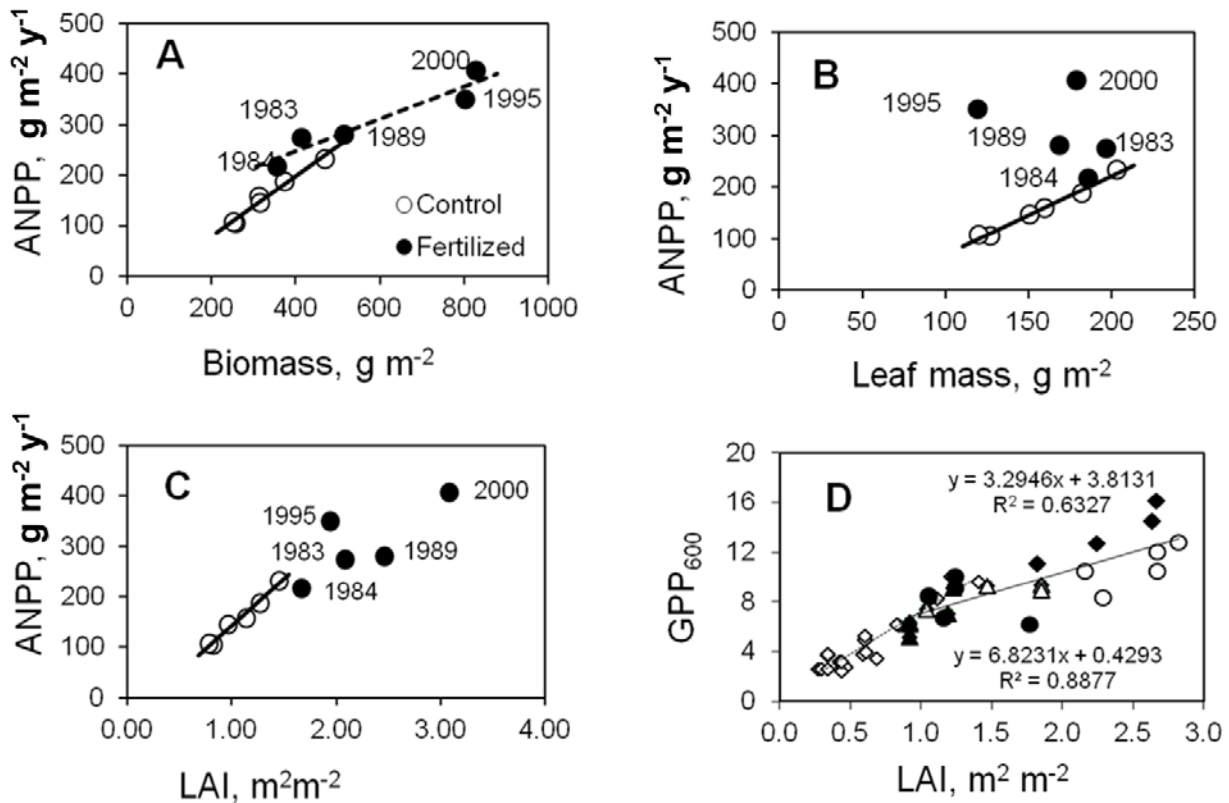 A
ANPP, g m-2 y-1
500
400
300
200
100
0
2000
1995
1983
1989
1984
Control
Fertilized
0 200 400 600 800 1000
Biomass, g m-2
B
ANPP, g m-2 y-1
500
400
300
200
100
0
2000
1995
1989
1983
1984
0 50 100 150 200 250
Leaf mass, g m-2
C
ANPP, g m-2 y-1
500
400
300
200
100
0
2000
1995
1983
1989
1984
0.00 1.00 2.00 3.00 4.00
LAI, m2m-2
D
GPP600
20
16
12
8
4
0
y = 3.2946x + 3.8131
R2 = 0.6327
y = 6.8231x + 0.4293
R² = 0.8877
0.0 0.5 1.0 1.5 2.0 2.5 3.0
LAI, m2 m-2